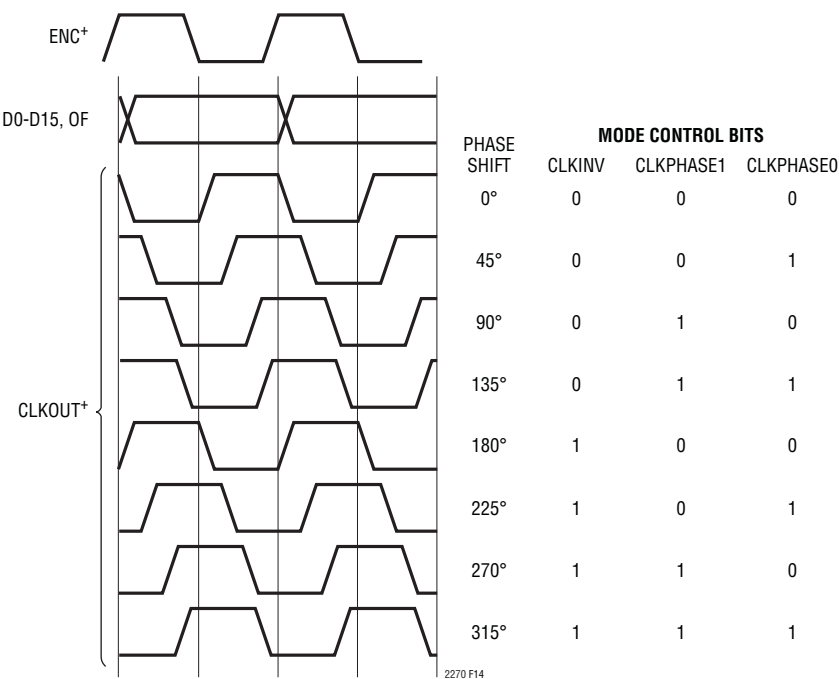 ENC+
D0-D15, OF
CLKOUT+
PHASE SHIFT
MODE CONTROL BITS
CLKINV CLKPHASE1 CLKPHASE0
0° 0 0 0
45° 0 0 1
90° 0 1 0
135° 0 1 1
180° 1 0 0
225° 1 0 1
270° 1 1 0
315° 1 1 1
2270 F14